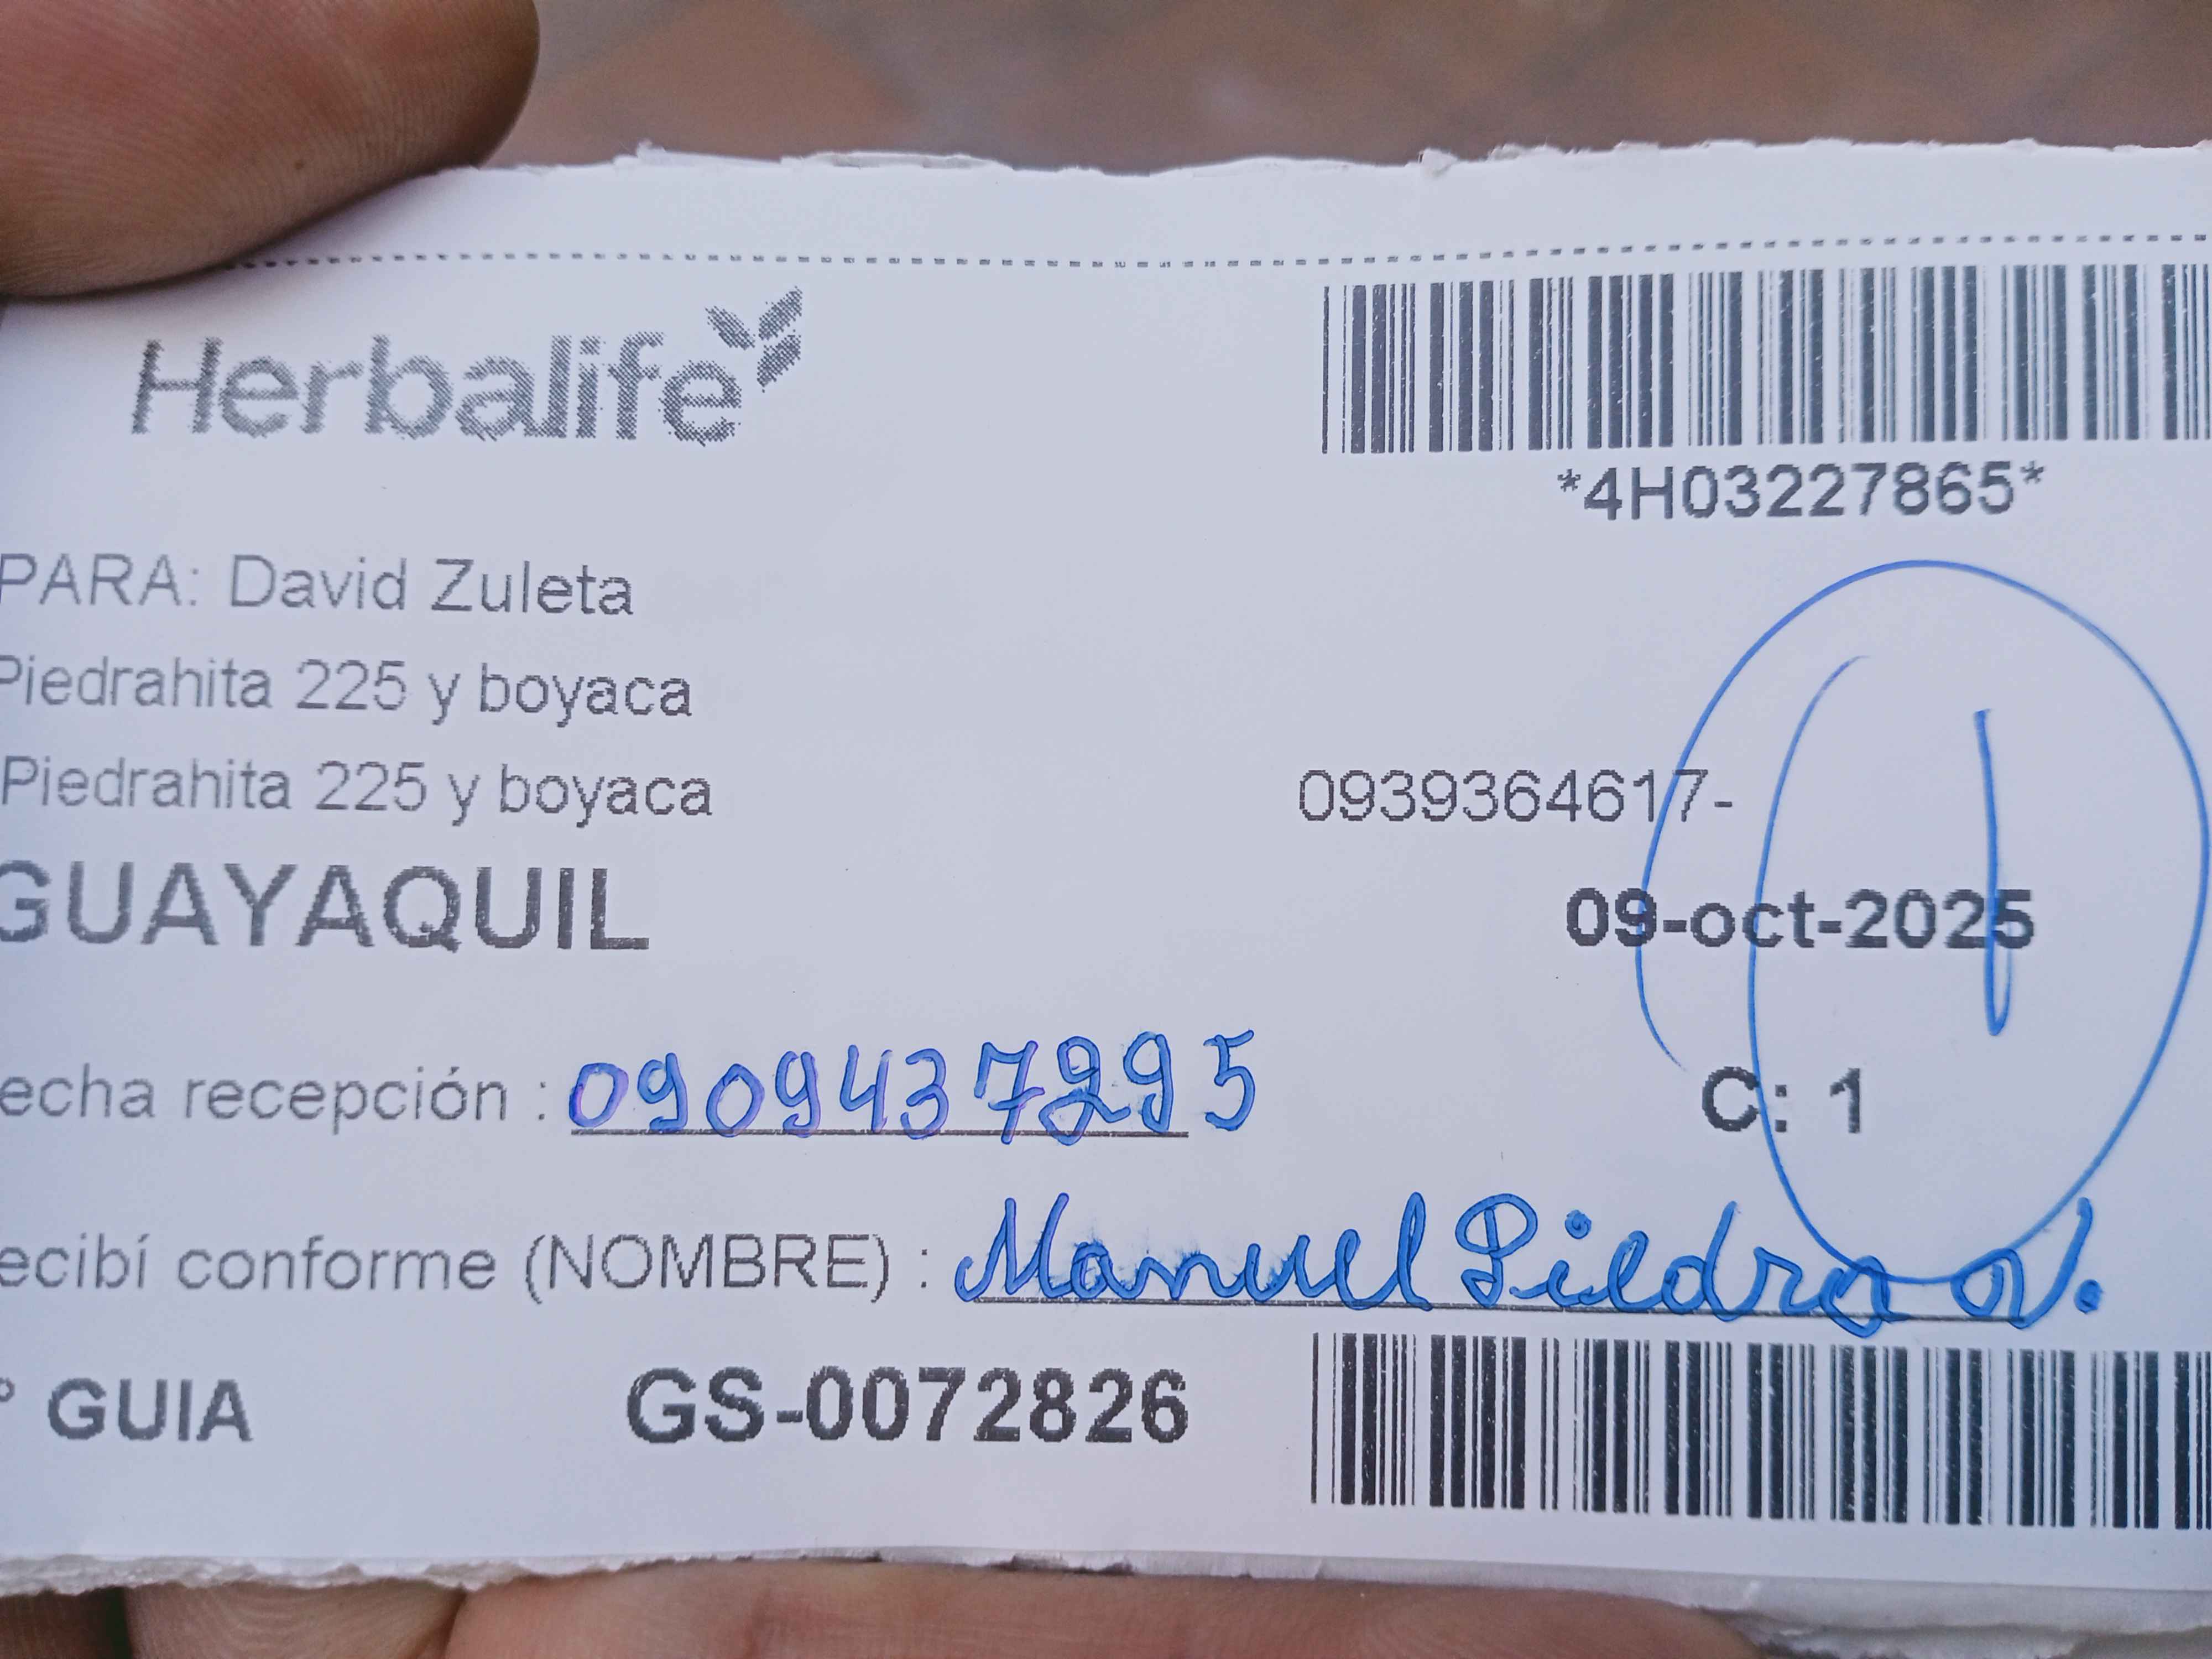 Herbalife
*4H03227865*
PARA: David Zuleta
Piedrahita 225 y boyaca
Piedrahita 225 y boyaca
0939364617-
GUAYAQUIL
09-oct-2025
echa recepción : 0909437295
C: 1
ecibí conforme (NOMBRE) : Manuel Piedra V.
° GUIA GS-0072826